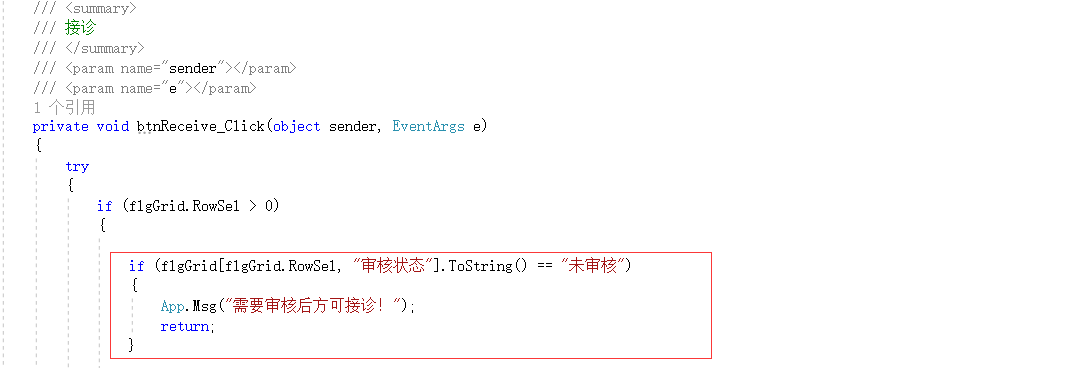 /// <summary>
/// 接诊
/// </summary>
/// <param name="sender"></param>
/// <param name="e"></param>
1 个引用
private void btnReceive_Click(object sender, EventArgs e)
{
try
{
if (flgGrid.RowSel > 0)
{
if (flgGrid[flgGrid.RowSel, "审核状态"].ToString() == "未审核")
{
App.Msg("需要审核后方可接诊！");
return;
}